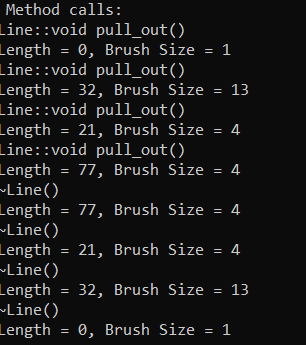 Method calls:
Line::void pull_out()
Length = 0, Brush Size = 1
Line::void pull_out()
Length = 32, Brush Size = 13
Line::void pull_out()
Length = 21, Brush Size = 4
Line::void pull_out()
Length = 77, Brush Size = 4
~Line()
Length = 77, Brush Size = 4
~Line()
Length = 21, Brush Size = 4
~Line()
Length = 32, Brush Size = 13
~Line()
Length = 0, Brush Size = 1